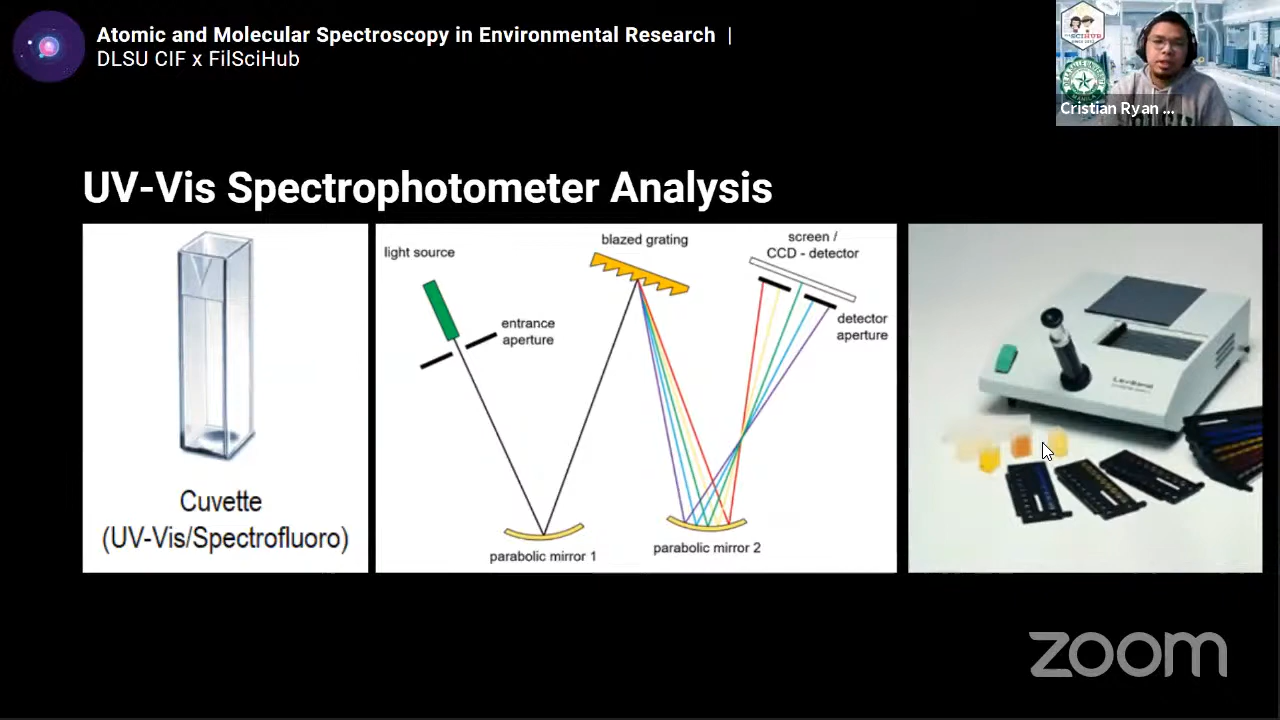 Atomic and Molecular Spectroscopy in Environmental Research |
DLSU CIF x FilSciHub
Cristian Ryan ...
UV-Vis Spectrophotometer Analysis
Cuvette
(UV-Vis/Spectrofluoro)
light source
entrance
aperture
blazed grating
screen /
CCD - detector
detector
aperture
parabolic mirror 1
parabolic mirror 2
Lovibond
zoom